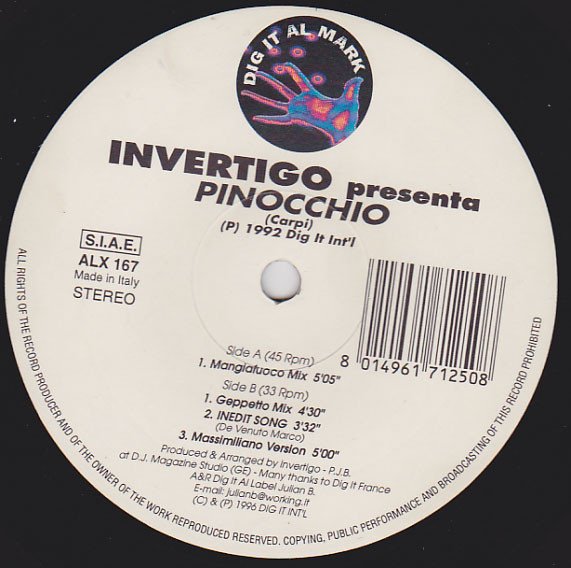 DIG IT AL MARK
INVERTIGO presenta
PINOCCHIO
(Carpi)
(P) 1992 Dig It Int'l
S.I.A.E.
ALX 167
Made in Italy
STEREO
8 014961 712508
Side A (45 Rpm)
1. Mangiafuoco Mix 5'05"
Side B (33 Rpm)
1. Geppetto Mix 4'30"
2. INEDIT SONG 3'32"
(De Venuto Marco)
3. Massimiliano Version 5'00"
Produced & Arranged by Invertigo - P.J.B.
at D.J. Magazine Studio (GE) - Many thanks to Dig It France
A&R Dig It Al Label Julian B.
E-mail: julianb@working.it
(C) & (P) 1996 DIG IT INT'L
ALL RIGHTS OF THE RECORD PRODUCER AND OF THE OWNER OF THE WORK REPRODUCED RESERVED. COPYING, PUBLIC PERFORMANCE AND BROADCASTING OF THIS RECORD PROHIBITED